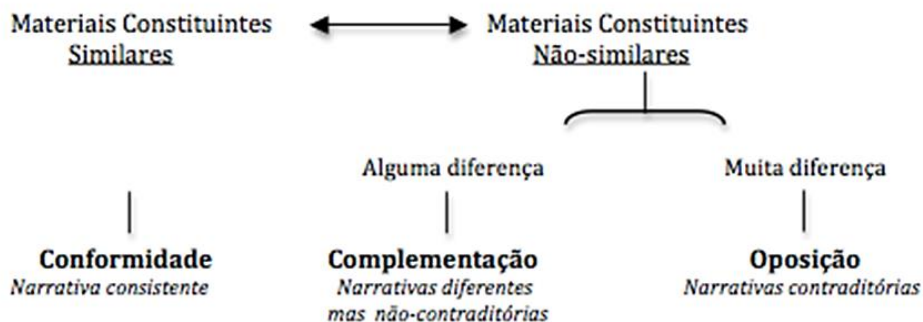 Materiais Constituintes
Similares
Materiais Constituintes
Não-similares
Alguma diferença
Muita diferença
Conformidade
Narrativa consistente
Complementação
Narrativas diferentes
mas não-contraditórias
Oposição
Narrativas contraditórias